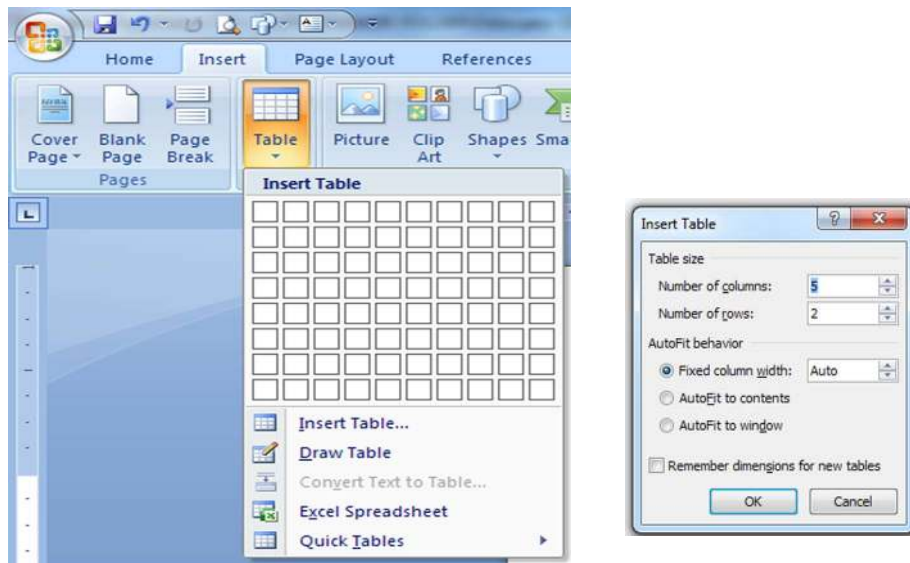 Home Insert Page Layout References
Cover Page Blank Page Page Break Table Picture Clip Art Shapes Sma
Pages
Insert Table
Insert Table...
Draw Table
Convert Text to Table...
Excel Spreadsheet
Quick Tables
Insert Table
Table size
Number of columns: 5
Number of rows: 2
AutoFit behavior
Fixed column width: Auto
AutoFit to contents
AutoFit to window
Remember dimensions for new tables
OK Cancel